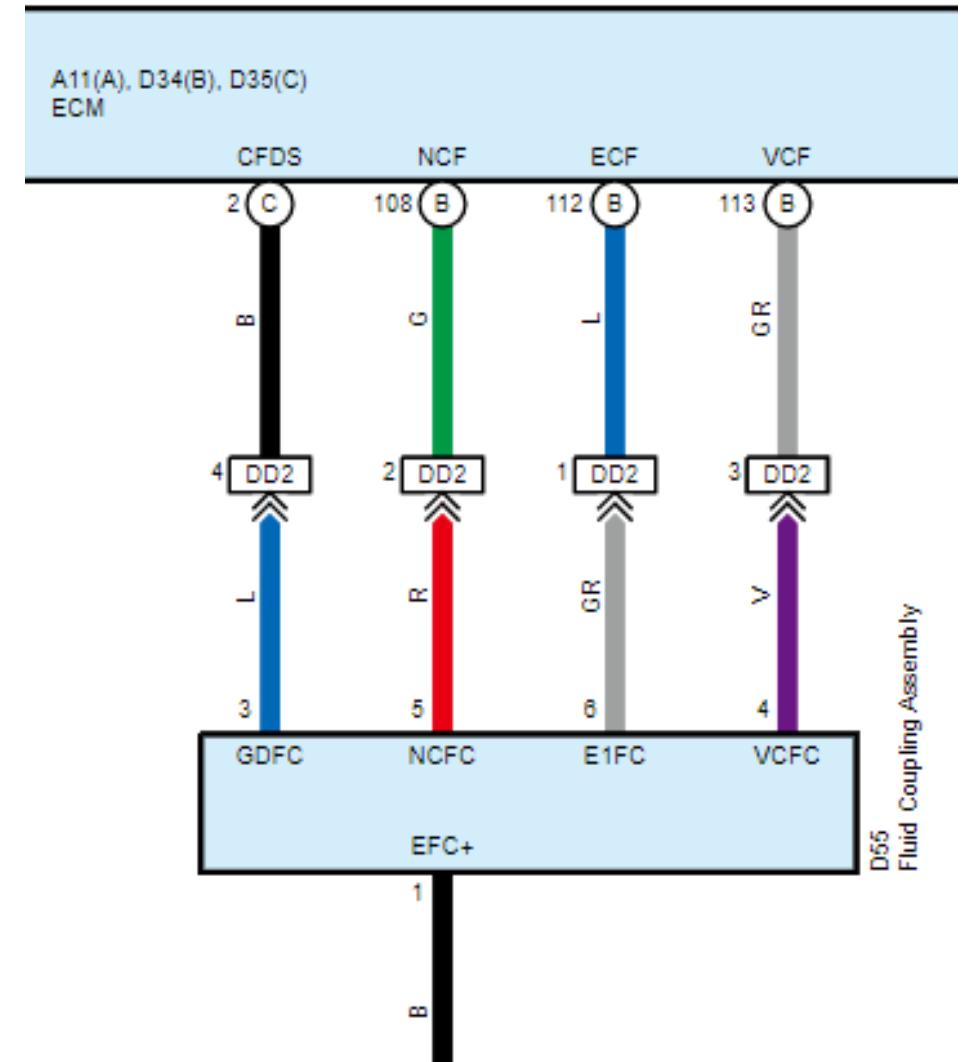 A11(A), D34(B), D35(C)
ECM
CFDS NCF ECF VCF
2 C 108 B 112 B 113 B
B G L GR
4 DD2 2 DD2 1 DD2 3 DD2
L R GR V
3 5 6 4
GDFC NCFC E1FC VCFC
EFC+
D55
Fluid Coupling Assembly
1
B